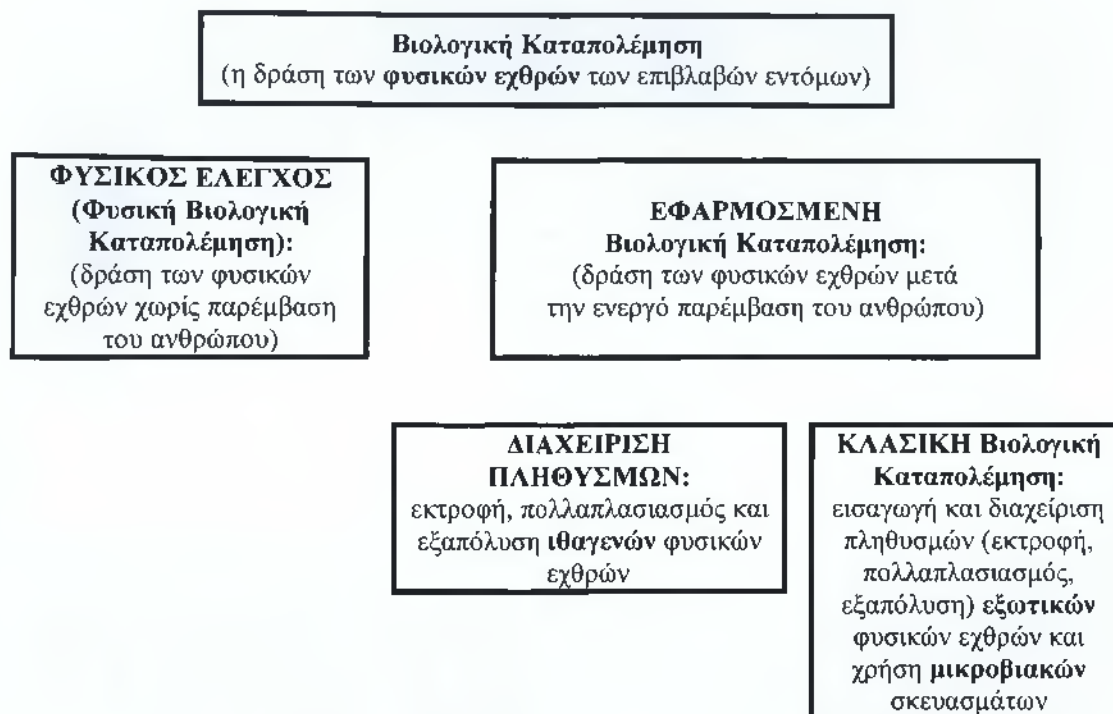 Βιολογική Καταπολέμηση
(η δράση των φυσικών εχθρών των επιβλαβών εντόμων)
ΦΥΣΙΚΟΣ ΕΛΕΓΧΟΣ
(Φυσική Βιολογική
Καταπολέμηση):
(δράση των φυσικών
εχθρών χωρίς παρέμβαση
του ανθρώπου)
ΕΦΑΡΜΟΣΜΕΝΗ
Βιολογική Καταπολέμηση:
(δράση των φυσικών εχθρών μετά
την ενεργό παρέμβαση του ανθρώπου)
ΔΙΑΧΕΙΡΙΣΗ
ΠΛΗΘΥΣΜΩΝ:
εκτροφή, πολλαπλασιασμός και
εξαπόλυση ιθαγενών φυσικών
εχθρών
ΚΛΑΣΙΚΗ Βιολογική
Καταπολέμηση:
εισαγωγή και διαχείριση
πληθυσμών (εκτροφή,
πολλαπλασιασμός,
εξαπόλυση) εξωτικών
φυσικών εχθρών και
χρήση μικροβιακών
σκευασμάτων